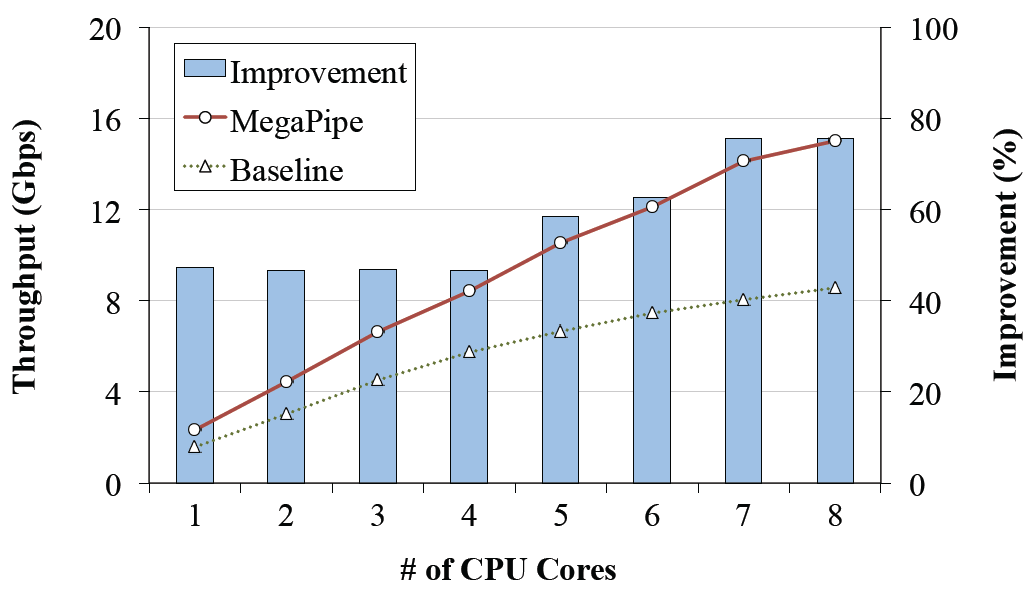 20
16
12
8
4
0
Throughput (Gbps)
Improvement
MegaPipe
Baseline
100
80
60
40
20
0
Improvement (%)
1 2 3 4 5 6 7 8
# of CPU Cores